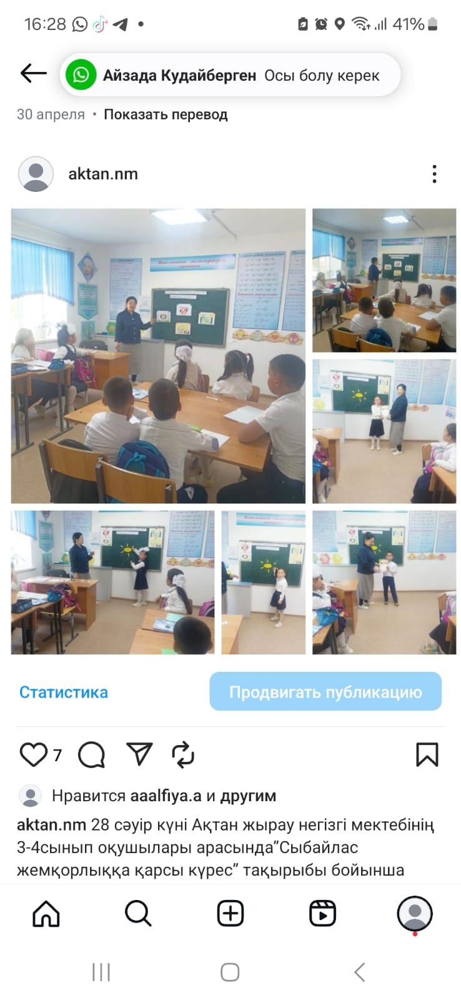 16:28 41%
Айзада Кудайберген Осы болу керек
30 апреля • Показать перевод
aktan.nm
Статистика
Продвигать публикацию
7
Нравится aaalfiya.a и другим
aktan.nm 28 сәуір күні Ақтан жырау негізгі мектебінің
3-4сынып оқушылары арасында”Сыбайлас
жемқорлыққа қарсы күрес” тақырыбы бойынша